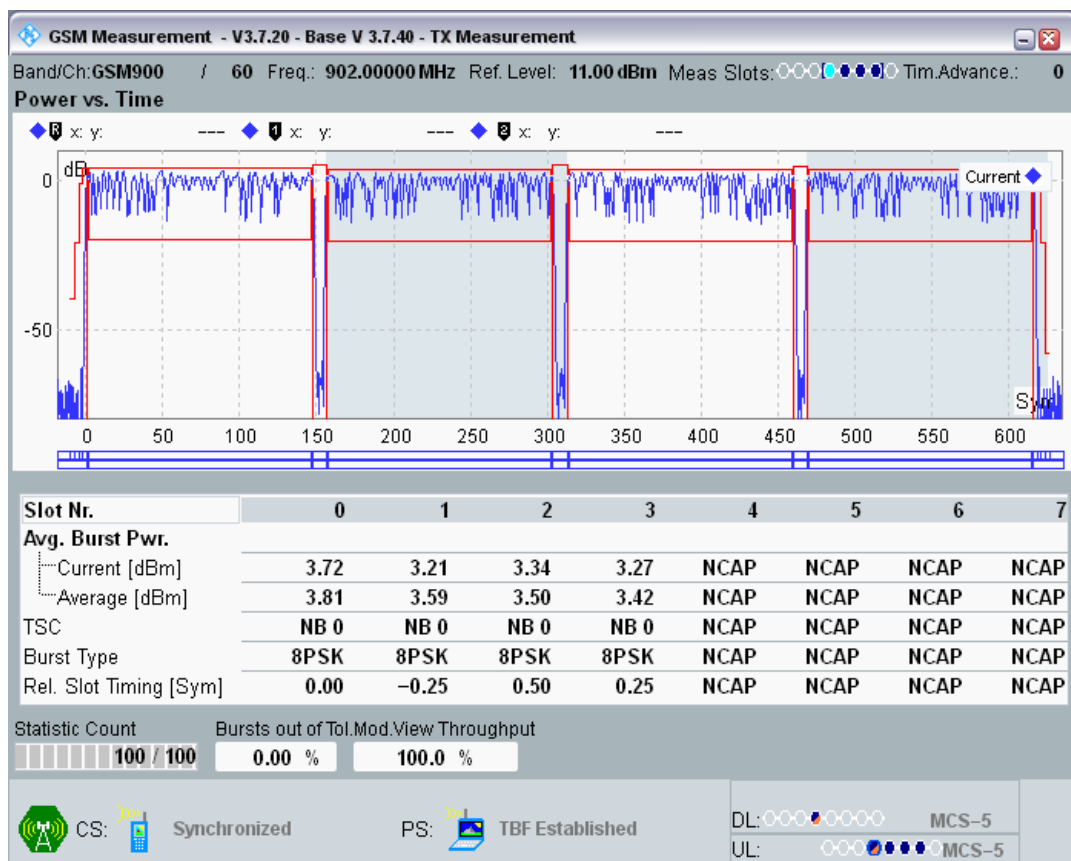 GSM Measurement - V3.7.20 - Base V 3.7.40 - TX Measurement
Band/Ch:GSM900 / 60 Freq.: 902.00000 MHz Ref. Level: 11.00 dBm Meas Slots: Tim.Advance.: 0
Power vs. Time
R x: y: --- 1 x: y: --- 2 x: y: ---
dB
Current
0
-50
Sym
0 50 100 150 200 250 300 350 400 450 500 550 600
Slot Nr. 0 1 2 3 4 5 6 7
Avg. Burst Pwr.
Current [dBm] 3.72 3.21 3.34 3.27 NCAP NCAP NCAP NCAP
Average [dBm] 3.81 3.59 3.50 3.42 NCAP NCAP NCAP NCAP
TSC NB 0 NB 0 NB 0 NB 0 NCAP NCAP NCAP NCAP
Burst Type 8PSK 8PSK 8PSK 8PSK NCAP NCAP NCAP NCAP
Rel. Slot Timing [Sym] 0.00 −0.25 0.50 0.25 NCAP NCAP NCAP NCAP
Statistic Count Bursts out of Tol.Mod.View Throughput
100 / 100 0.00 % 100.0 %
CS: Synchronized PS: TBF Established
DL: MCS−5
UL: MCS−5